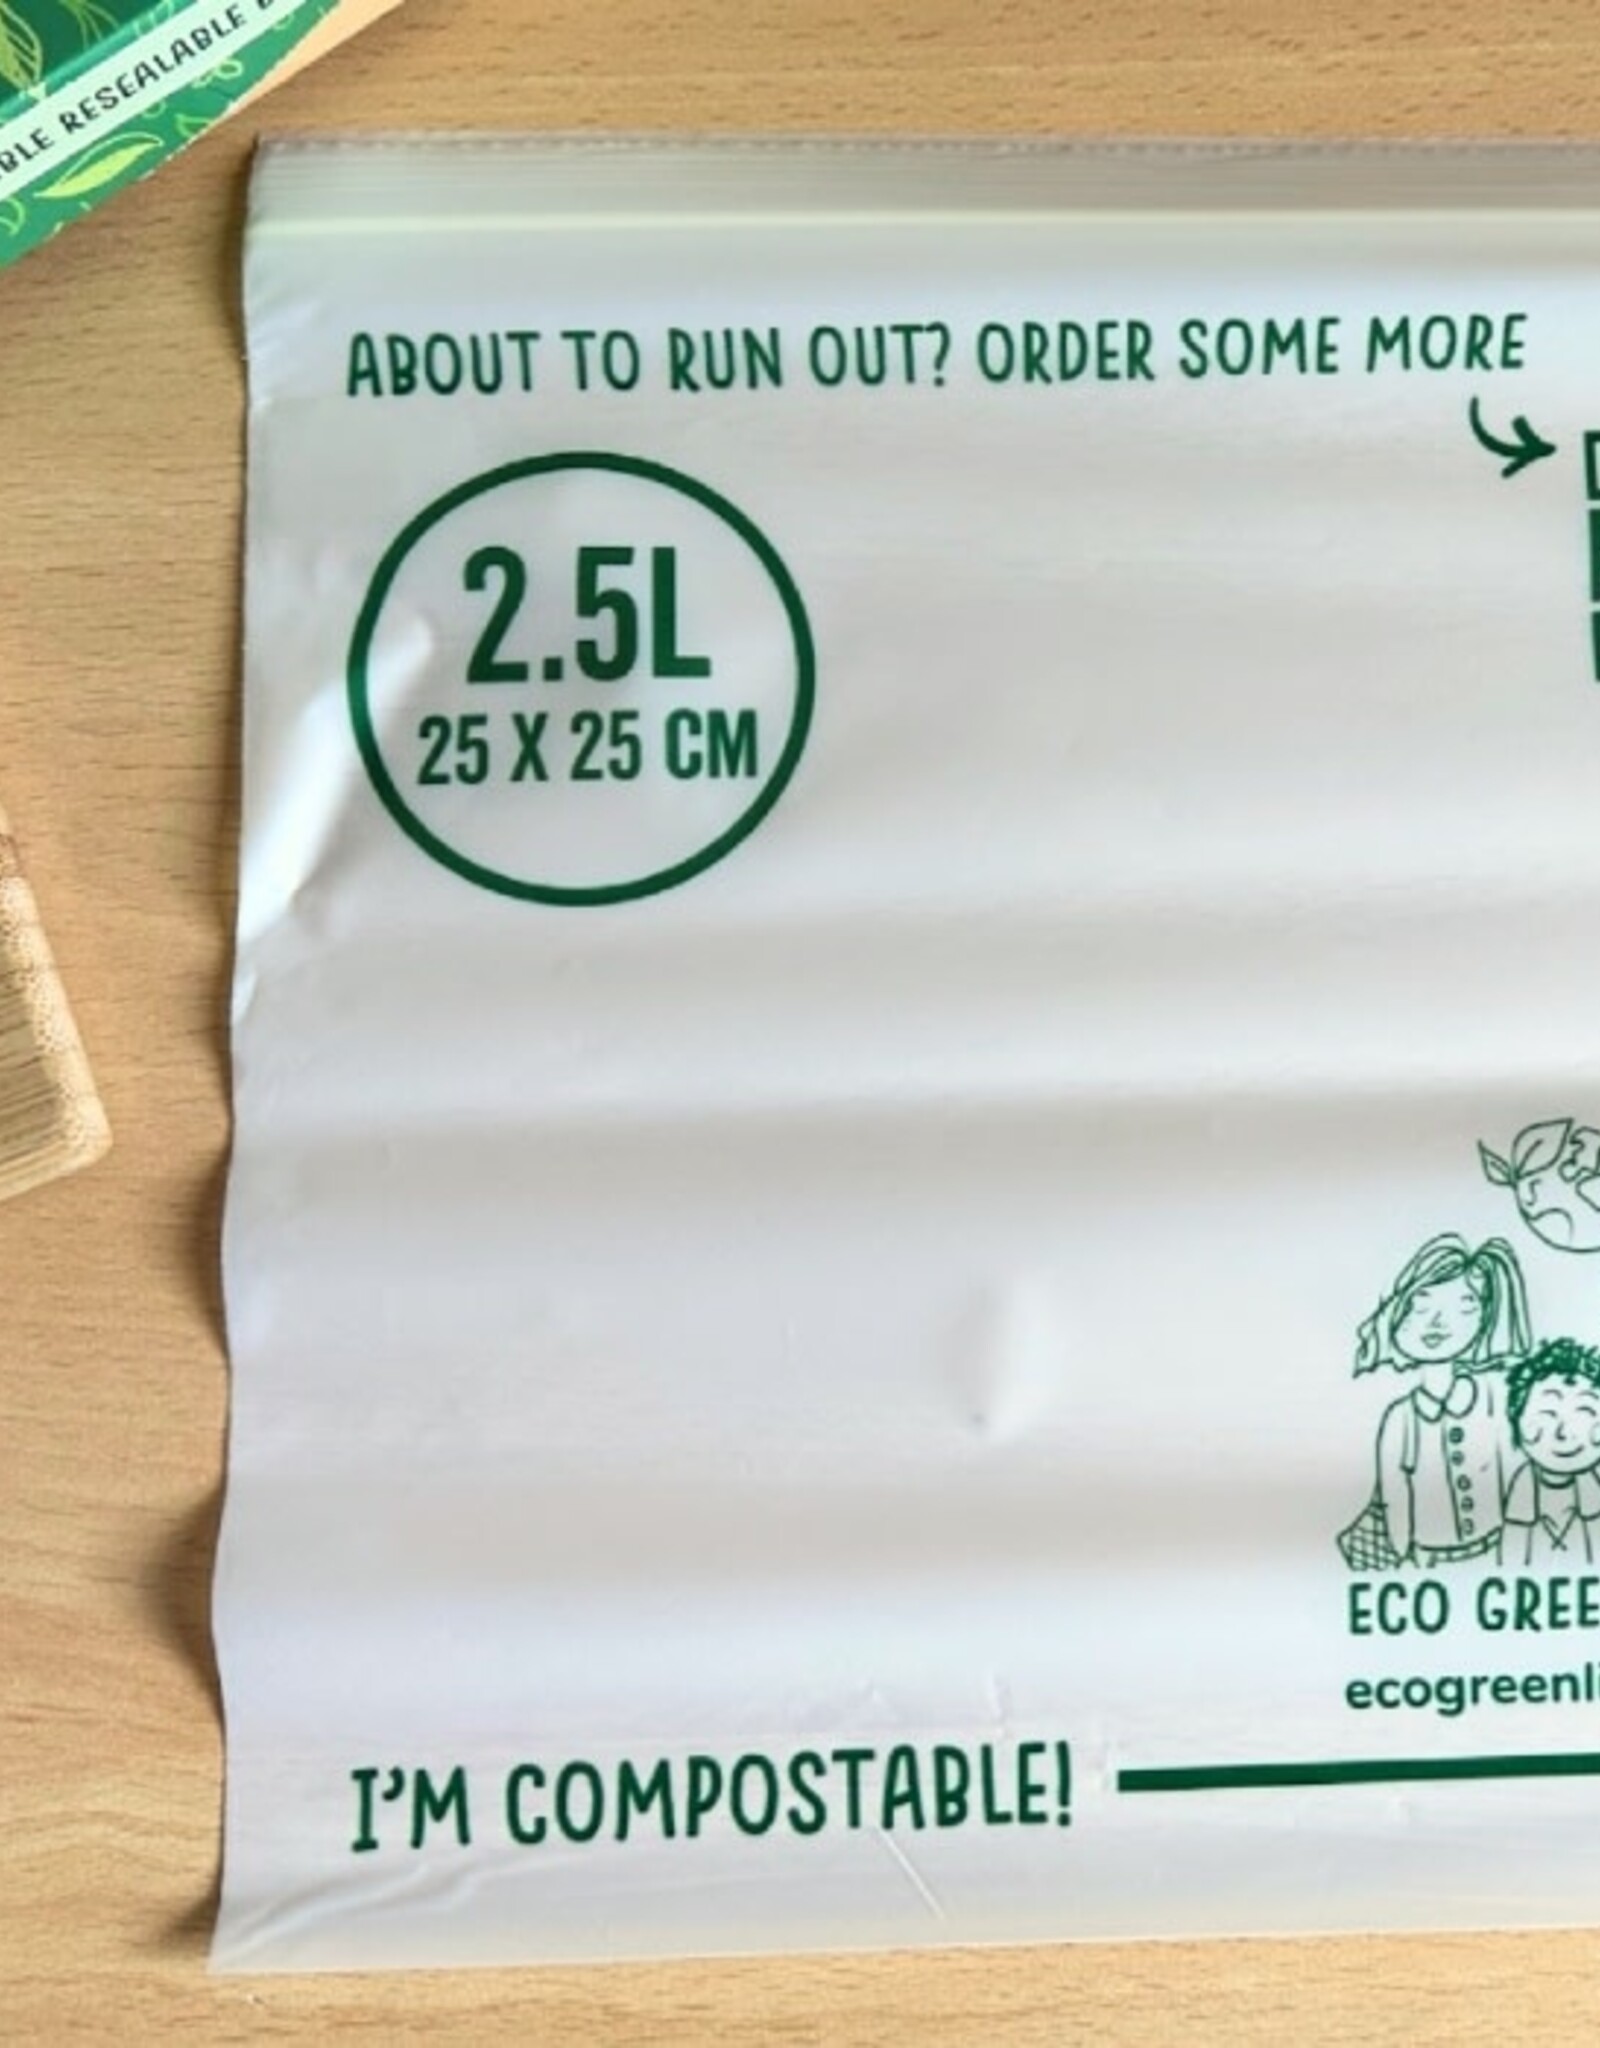 RESEALABLE
ABOUT TO RUN OUT? ORDER SOME MORE
2.5L
25 X 25 CM
ECO
I'M COMPOSTABLE!